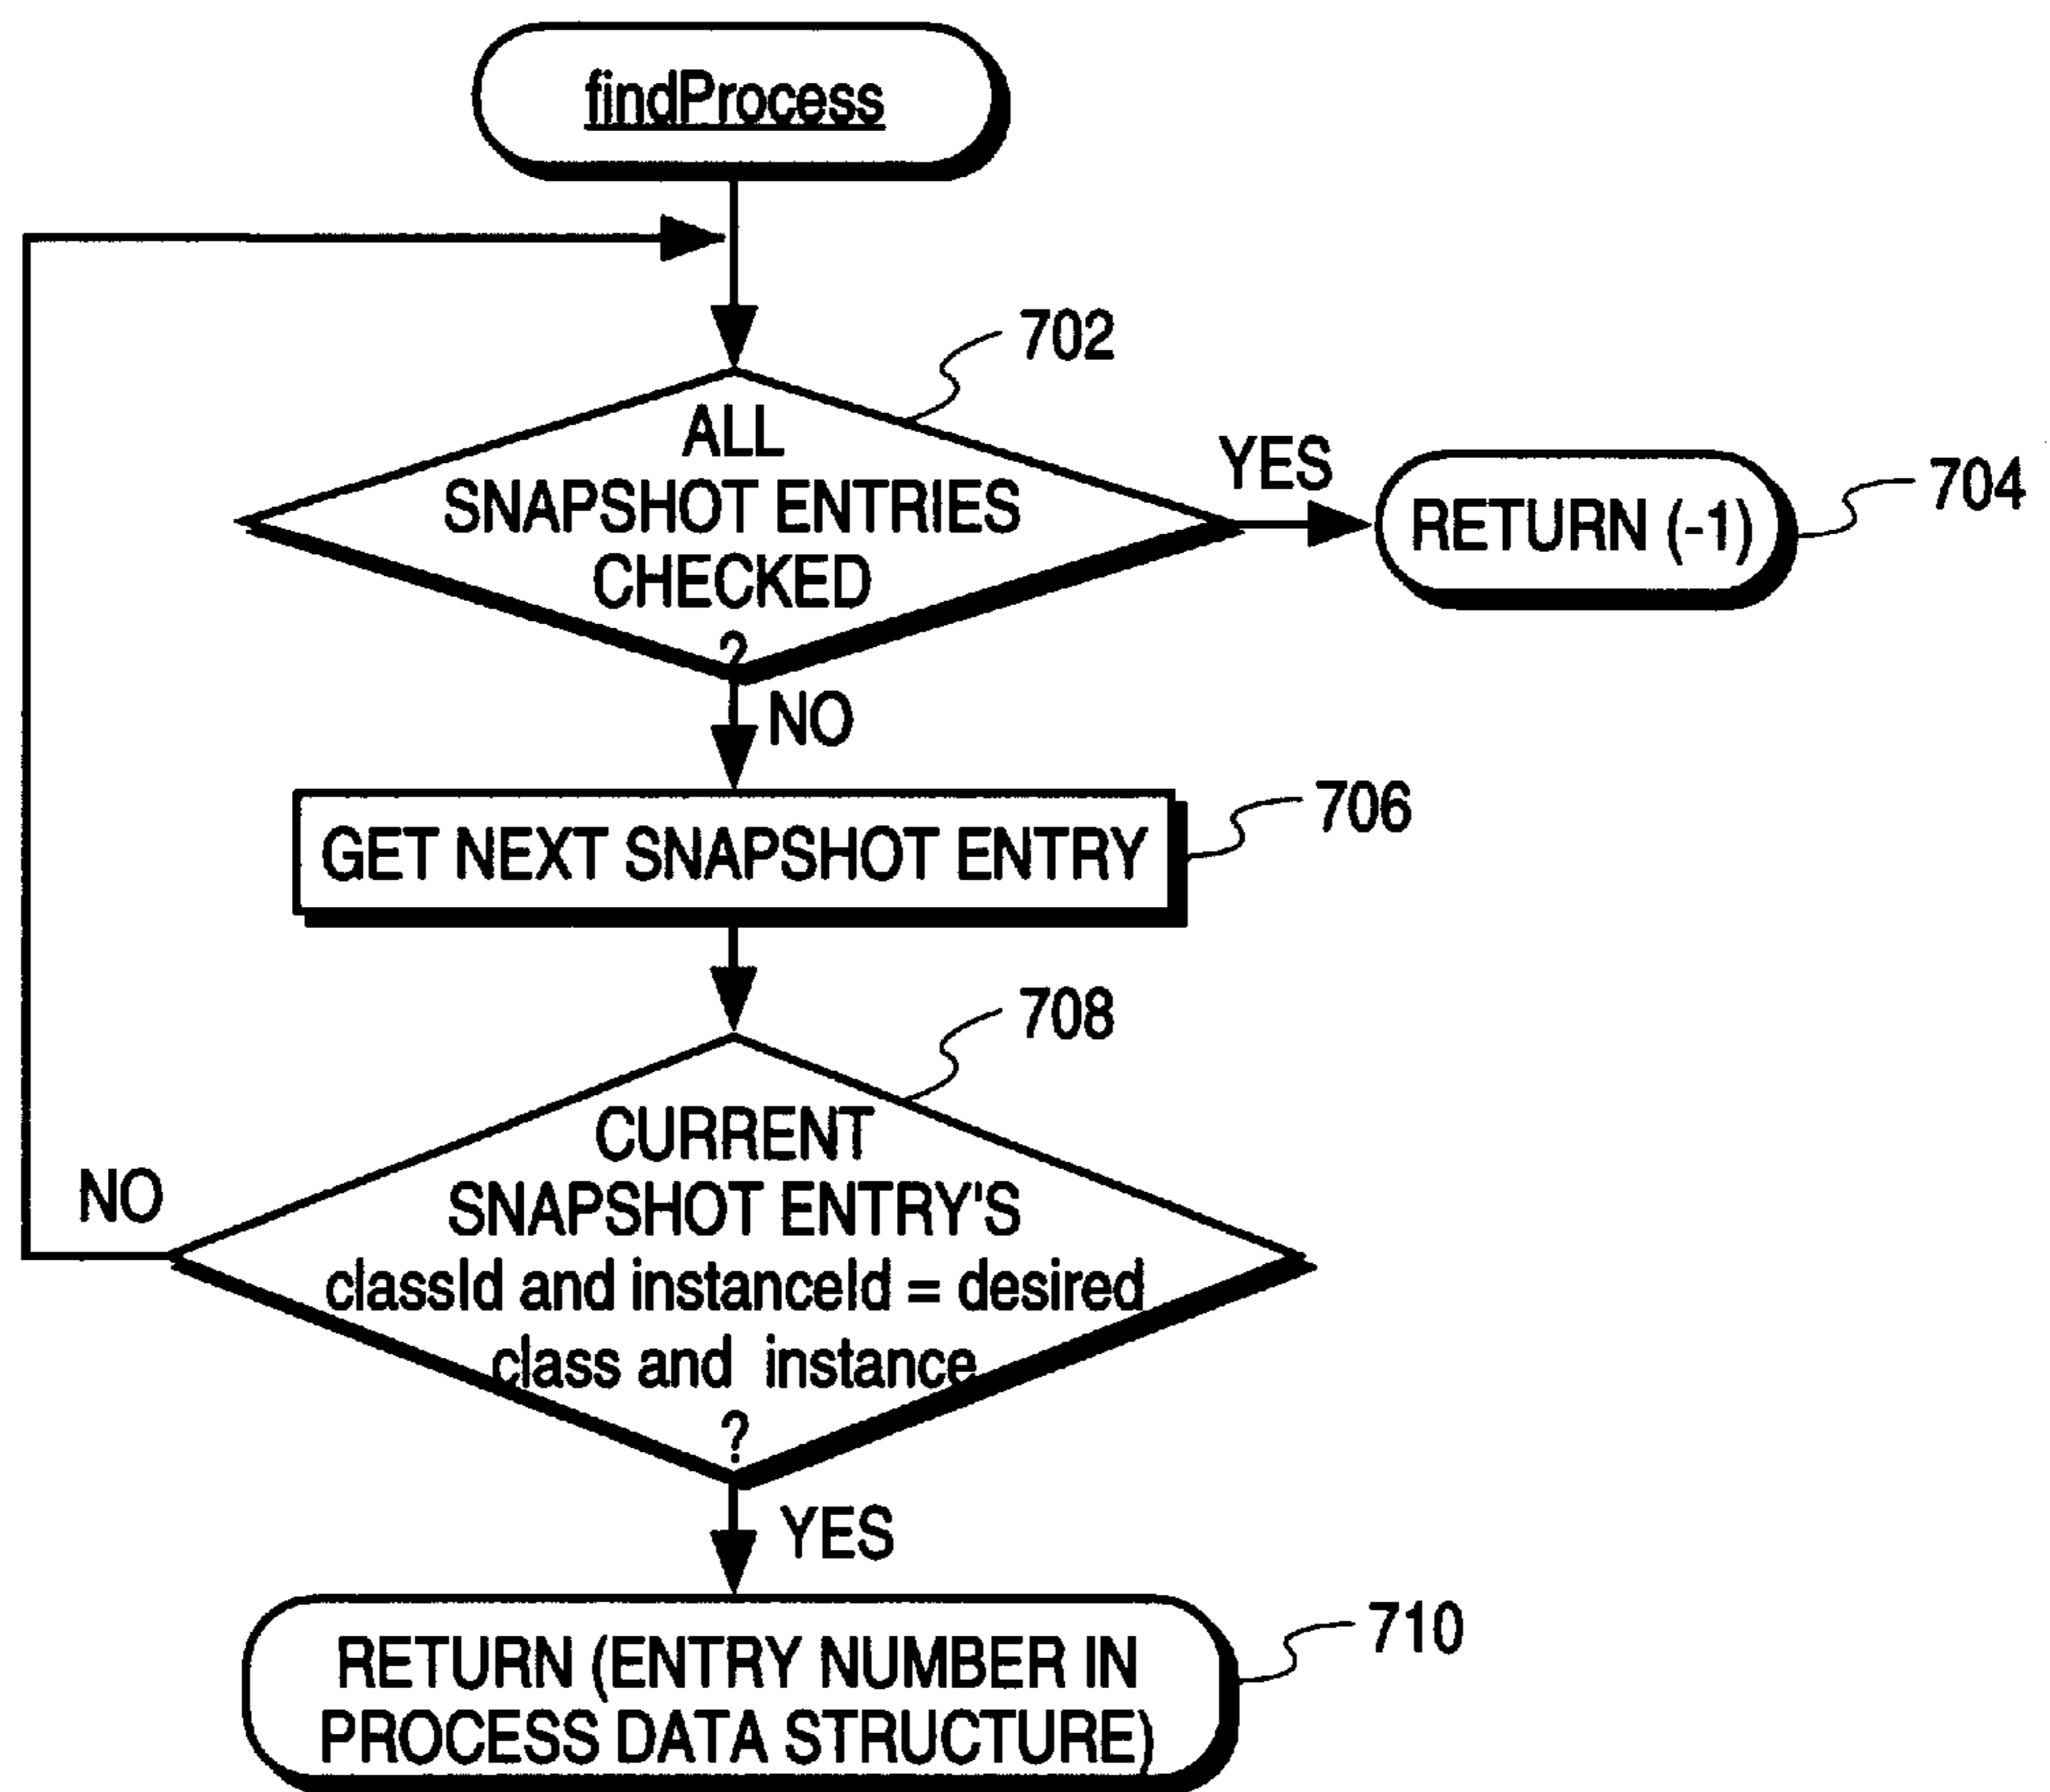 findProcess
702
ALL
SNAPSHOT ENTRIES
CHECKED
?
YES
RETURN (-1)
704
NO
GET NEXT SNAPSHOT ENTRY
706
708
CURRENT
SNAPSHOT ENTRY'S
classId and instanceId = desired
class and instance
?
NO
YES
RETURN (ENTRY NUMBER IN
PROCESS DATA STRUCTURE)
710